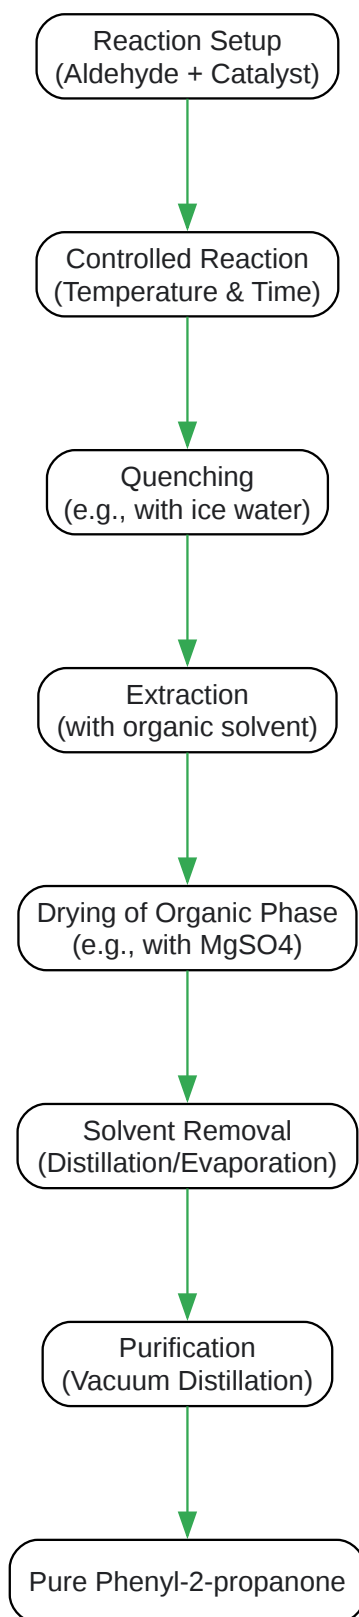 Reaction Setup
(Aldehyde + Catalyst)
Controlled Reaction
(Temperature & Time)
Quenching
(e.g., with ice water)
Extraction
(with organic solvent)
Drying of Organic Phase
(e.g., with MgSO4)
Solvent Removal
(Distillation/Evaporation)
Purification
(Vacuum Distillation)
Pure Phenyl-2-propanone